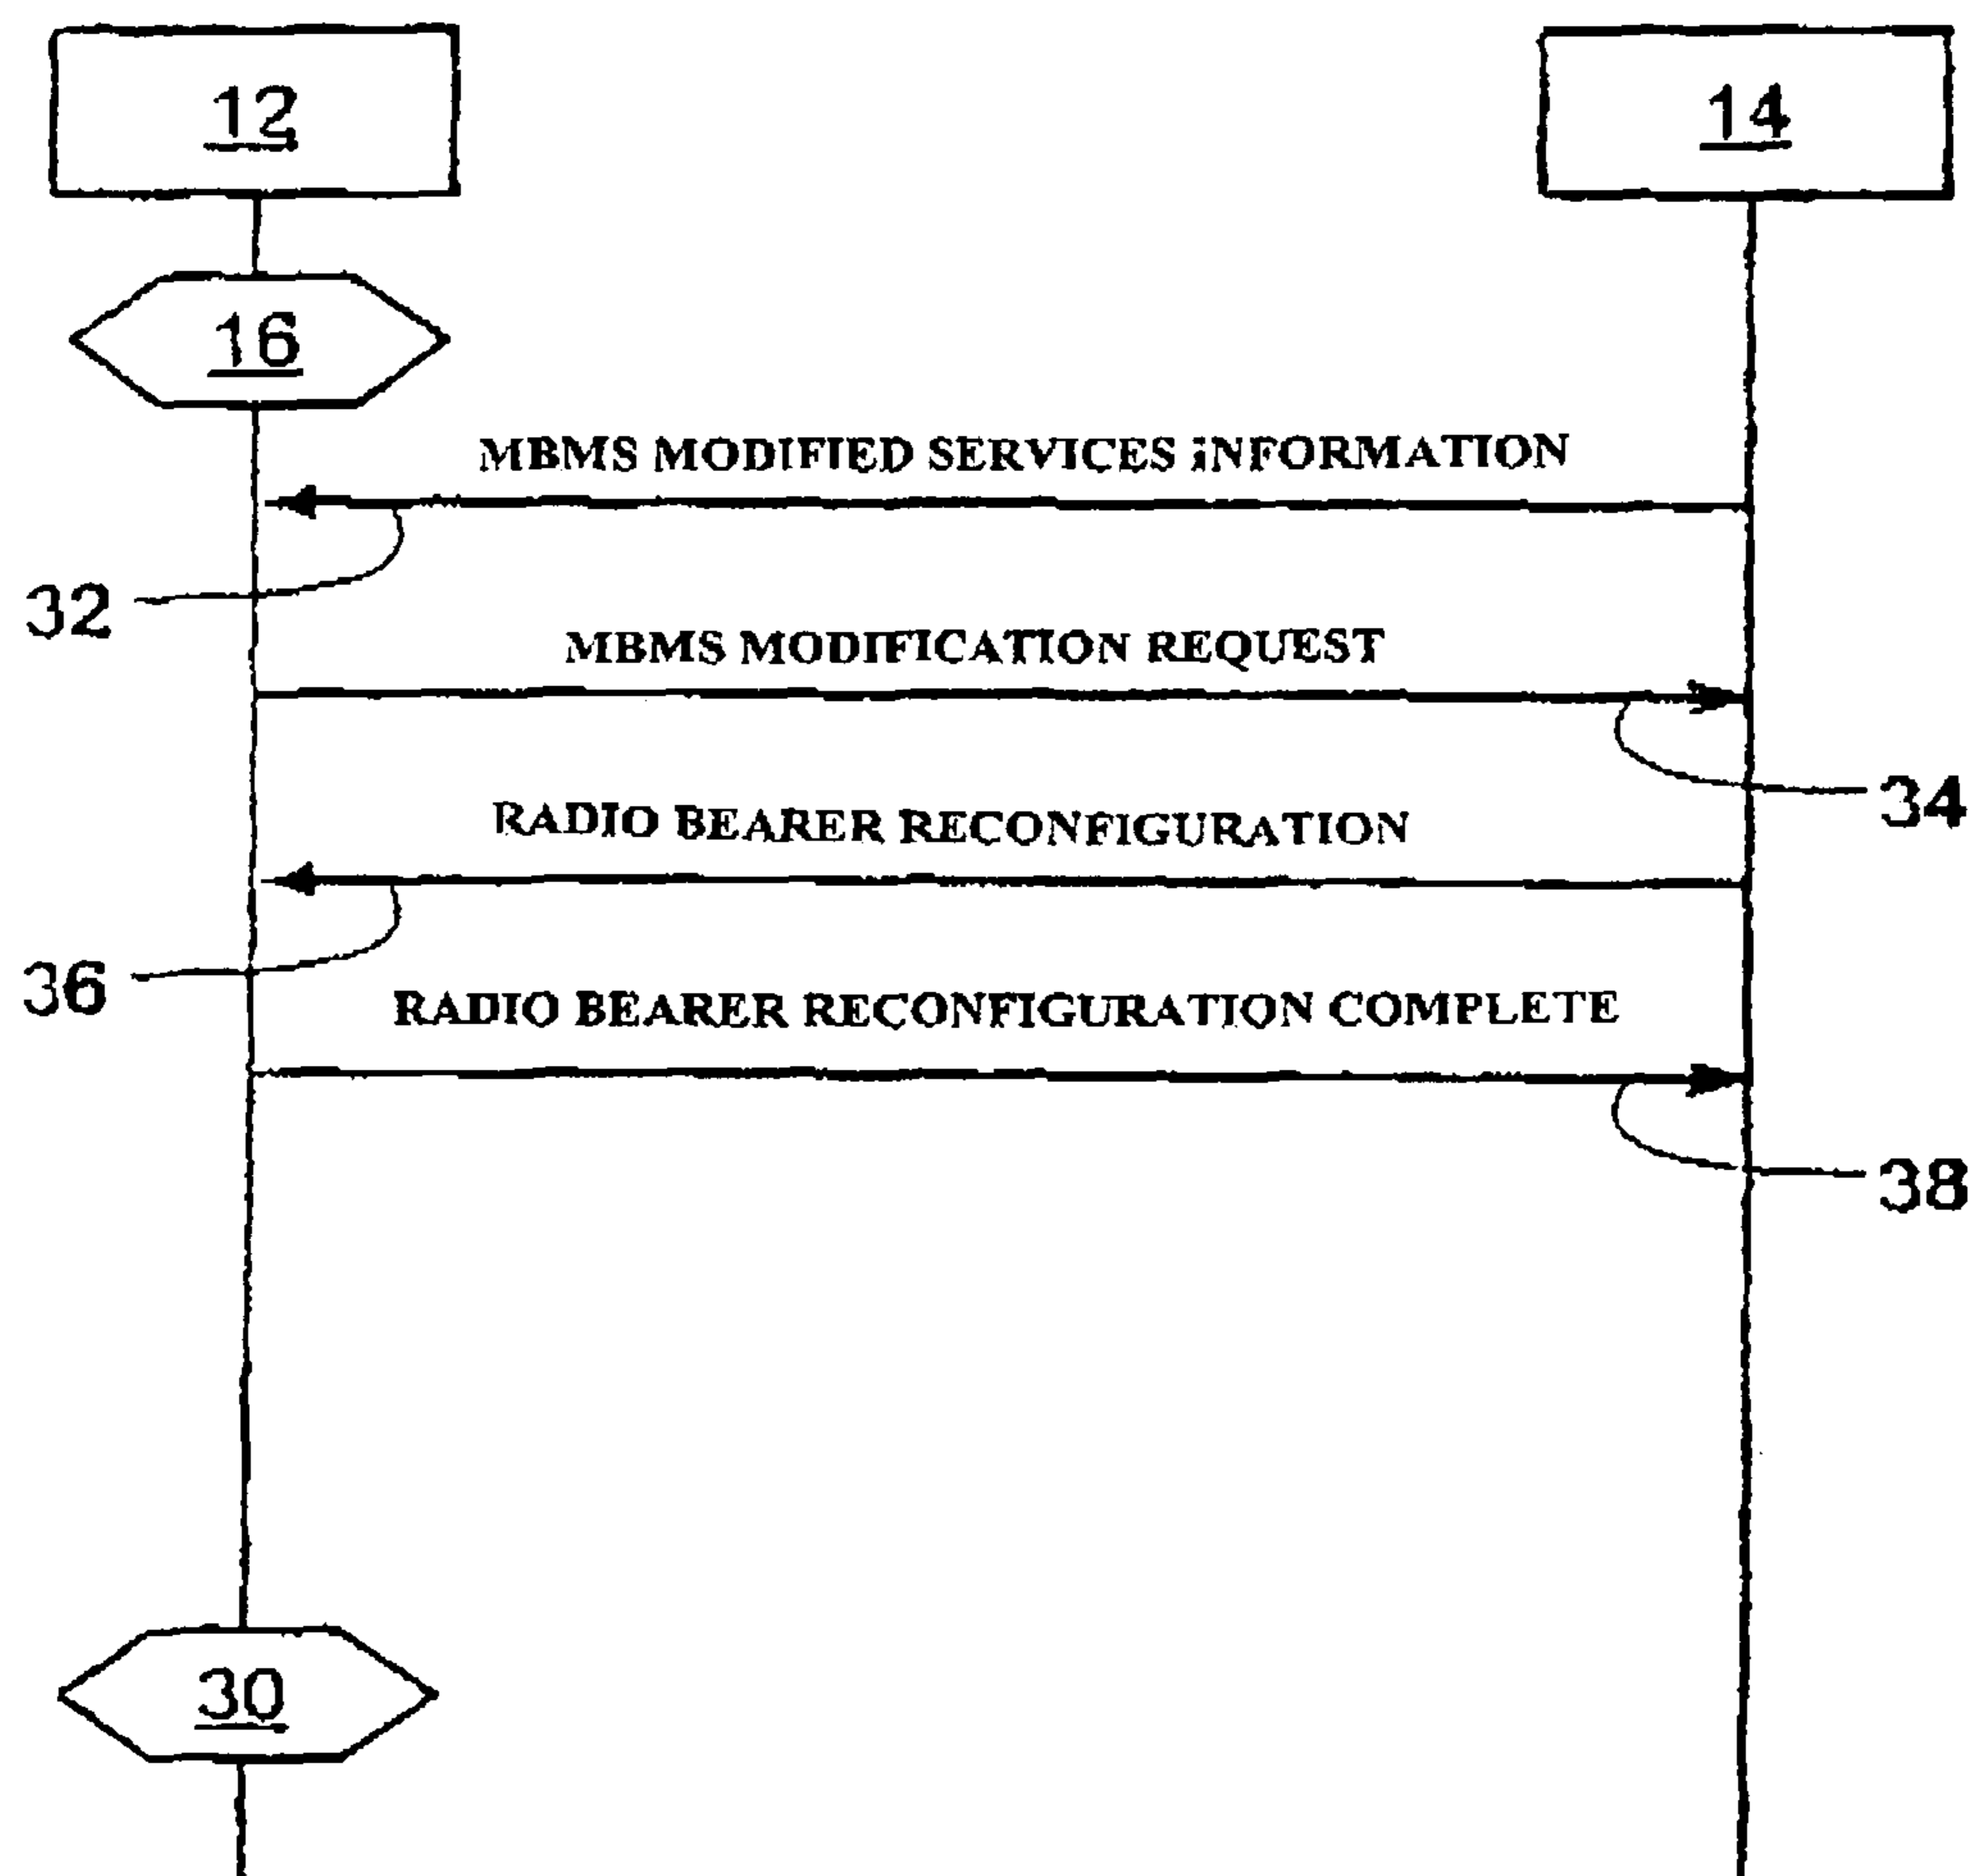 12
14
16
MBMS MODIFIED SERVICES iNFORMATION
32
MBMS MODIFICATION REQUEST
34
RADIO BEARER RECONFIGURATION
36
RADIO BEARER RECONFIGURATION COMPLETE
38
30